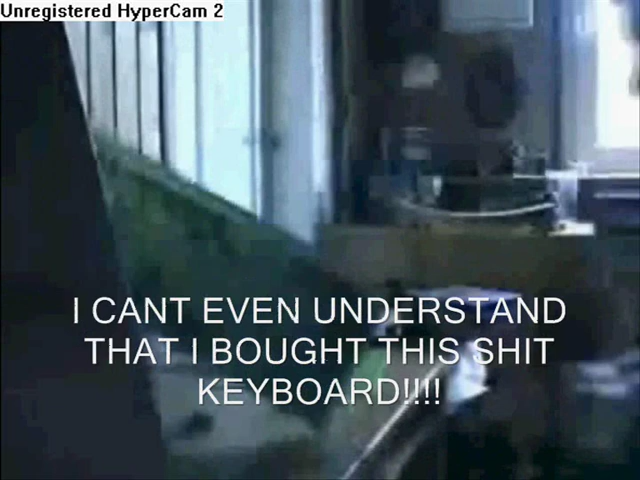 Unregistered HyperCam 2
I CANT EVEN UNDERSTAND
THAT I BOUGHT THIS SHIT
KEYBOARD!!!!